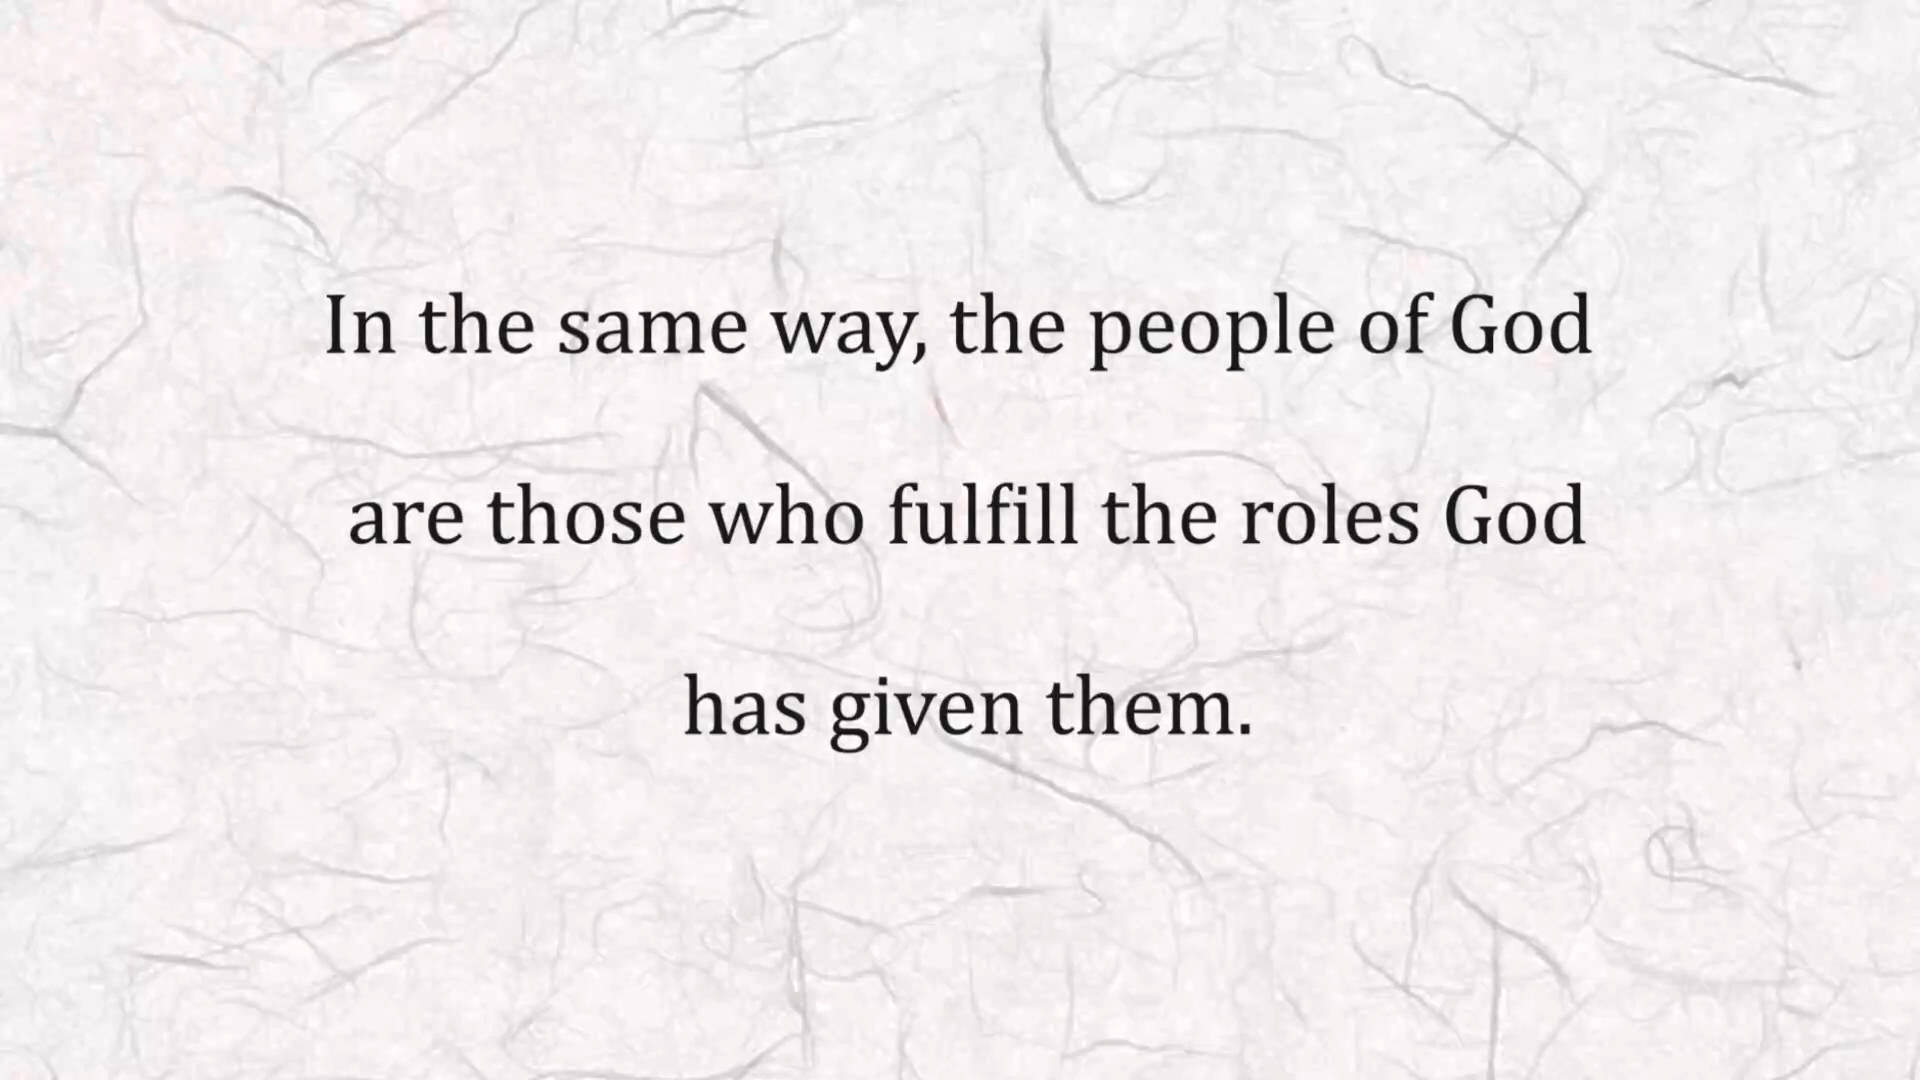 In the same way, the people of God
are those who fulfill the roles God
has given them.